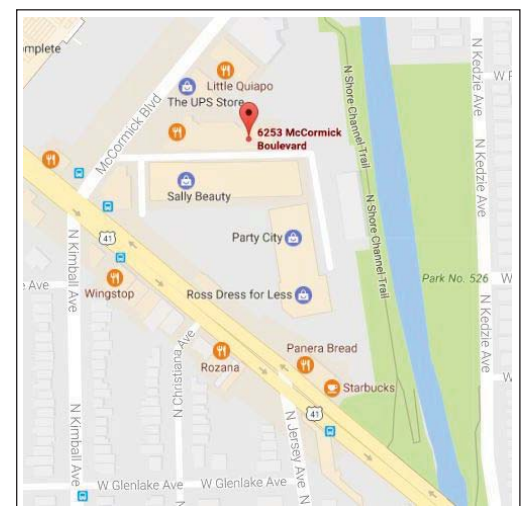 mplete
McCormick Blvd
Little Quiapo
The UPS Store
6253 McCormick
Boulevard
N Shore Channel Trail
N Kedzie Ave
N Kedzie Ave
W F
Sally Beauty
41
N Kimball Ave
Party City
N Shore Channel Trail
Park No. 526
W
e Ave
Wingstop
Ross Dress for Less
N Kedzie Ave
N Christiana Ave
Rozana
Panera Bread
Starbucks
W
41
N Kimball Ave
N Jersey Ave
N
W Glenlake Ave
W Glenlake Ave